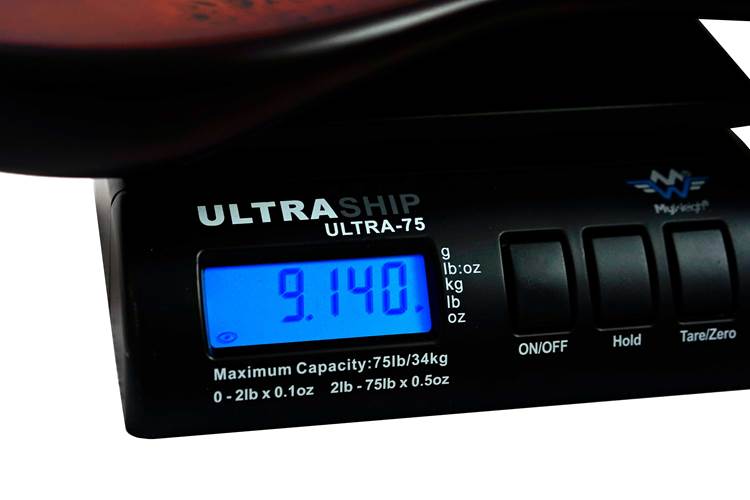 ULTRASHIP
ULTRA-75
MyWeigh®
9.140.
g
lb:oz
kg
lb
oz
ON/OFF
Hold
Tare/Zero
Maximum Capacity:75lb/34kg
0 - 2lb x 0.1oz 2lb - 75lb x 0.5oz